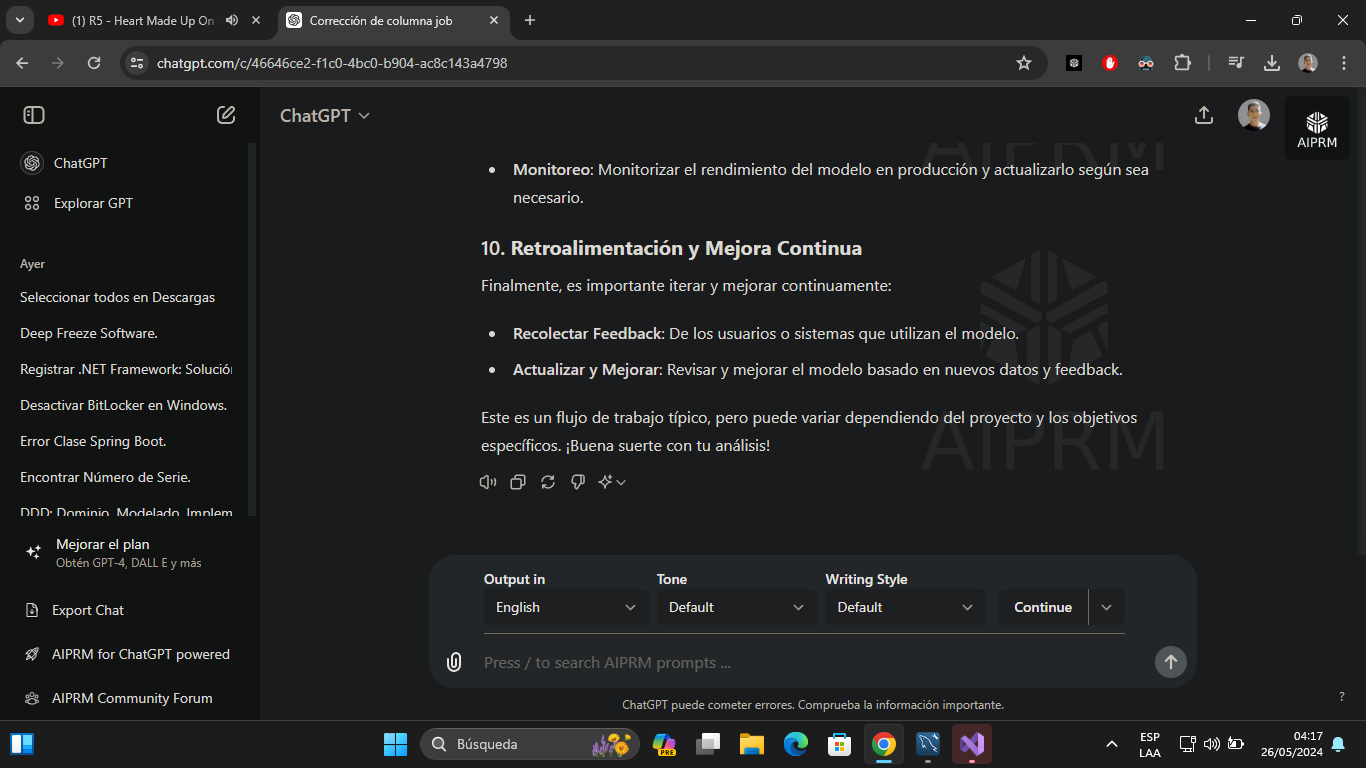 (1) R5 - Heart Made Up On
Corrección de columna job
chatgpt.com/c/46646ce2-f1c0-4bc0-b904-ac8c143a4798
ChatGPT
AIPRM
ChatGPT
Explorar GPT
Ayer
Seleccionar todos en Descargas
Deep Freeze Software.
Registrar .NET Framework: Solución
Desactivar BitLocker en Windows.
Error Clase Spring Boot.
Encontrar Número de Serie.
DDD: Dominio, Modelado, Implem
Mejorar el plan
Obtén GPT-4, DALL E y más
Export Chat
AIPRM for ChatGPT powered
AIPRM Community Forum
AIPRM
• Monitoreo: Monitorizar el rendimiento del modelo en producción y actualizarlo según sea
necesario.
10. Retroalimentación y Mejora Continua
Finalmente, es importante iterar y mejorar continuamente:
• Recolectar Feedback: De los usuarios o sistemas que utilizan el modelo.
• Actualizar y Mejorar: Revisar y mejorar el modelo basado en nuevos datos y feedback.
Este es un flujo de trabajo típico, pero puede variar dependiendo del proyecto y los objetivos
específicos. ¡Buena suerte con tu análisis!
AIPRM
Output in Tone Writing Style
English Default Default Continue
Press / to search AIPRM prompts ...
ChatGPT puede cometer errores. Comprueba la información importante.
?
Búsqueda
PRE
ESP
LAA
04:17
26/05/2024